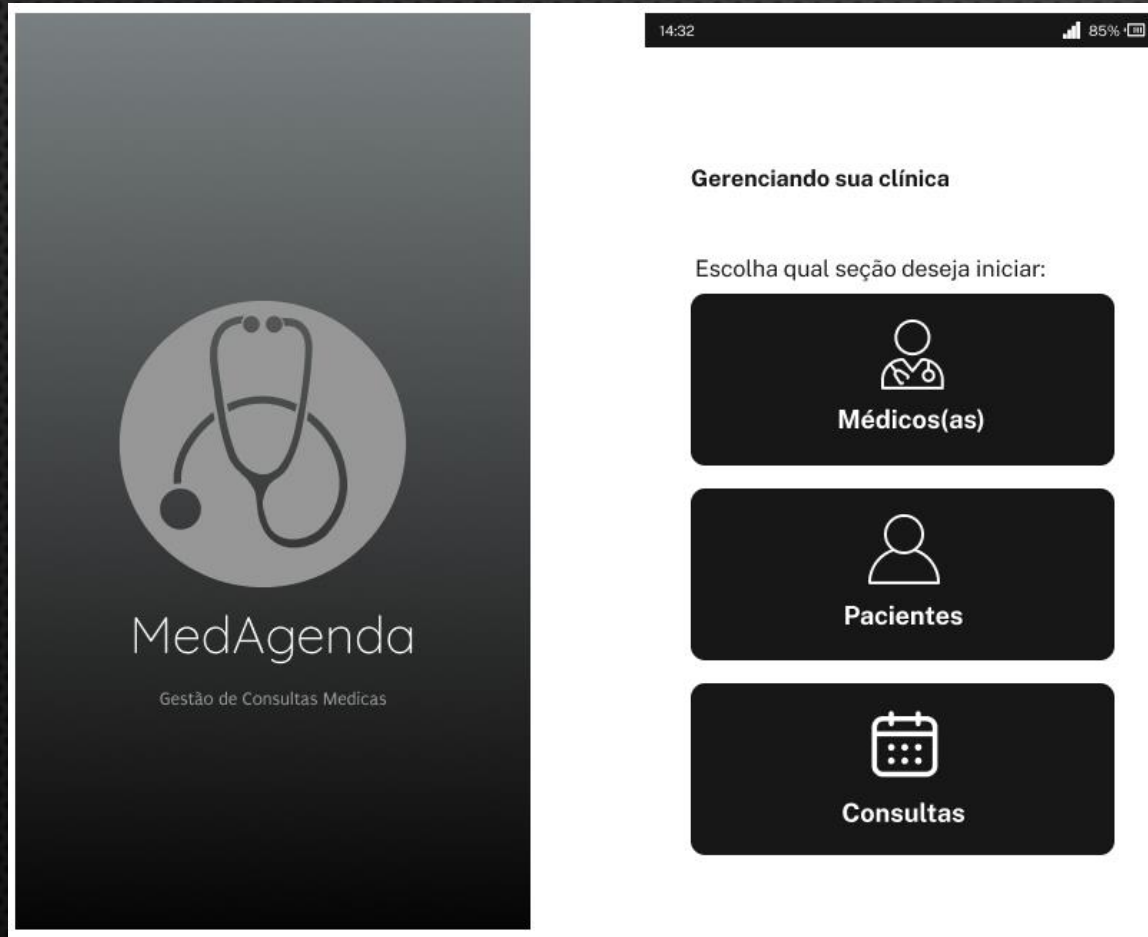 MedAgenda
Gestão de Consultas Medicas
14:32
85%
Gerenciando sua clínica
Escolha qual seção deseja iniciar:
Médicos(as)
Pacientes
Consultas